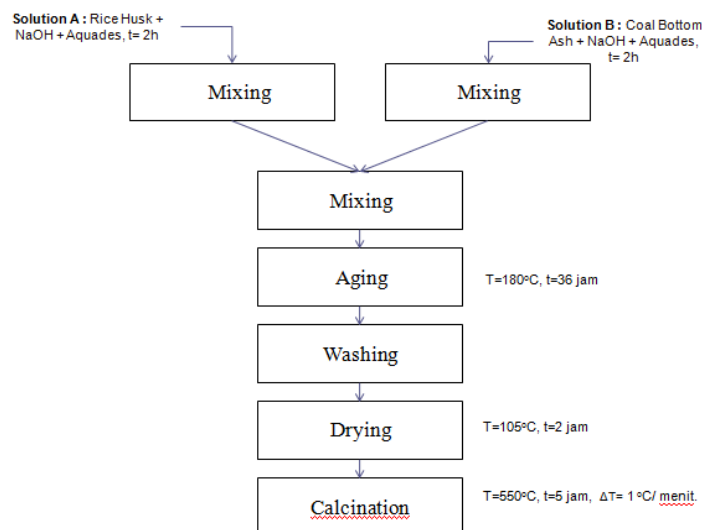 Solution A : Rice Husk +
NaOH + Aquades, t= 2h
Solution B : Coal Bottom
Ash + NaOH + Aquades,
t= 2h
Mixing
Mixing
Mixing
Aging
T=180°C, t=36 jam
Washing
Drying
T=105°C, t=2 jam
Calcination
T=550°C, t=5 jam, ΔT= 1 °C/ menit.